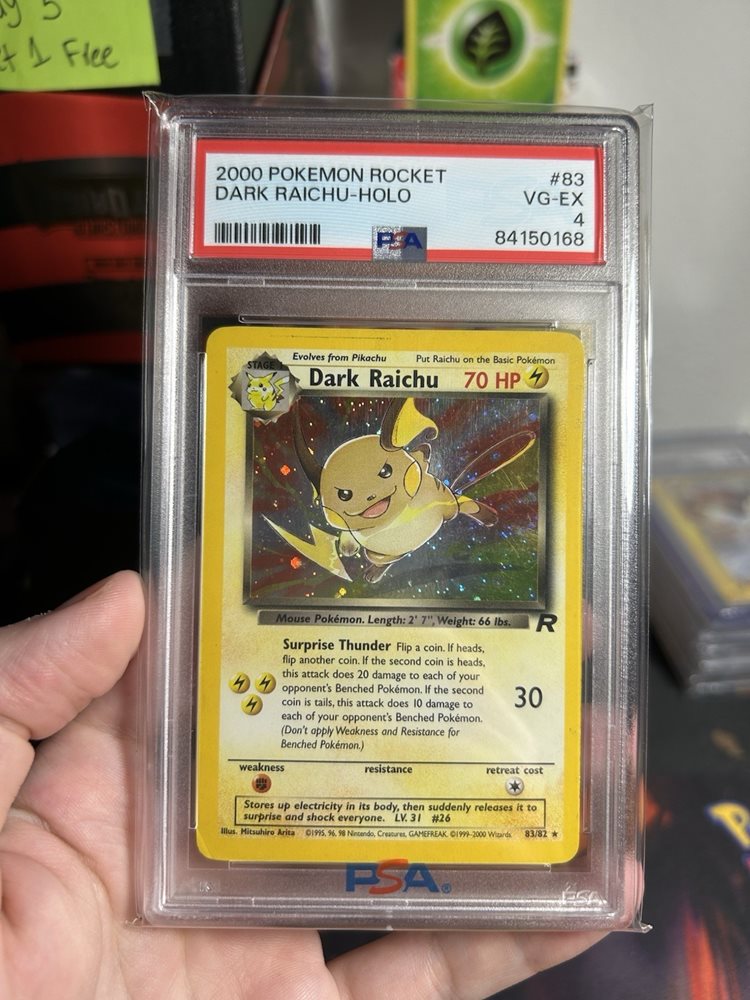 5
1 Free
2000 POKEMON ROCKET #83
DARK RAICHU-HOLO VG-EX
4
PSA 84150168
Evolves from Pikachu Put Raichu on the Basic Pokémon
STAGE 1
Dark Raichu 70 HP
Mouse Pokémon. Length: 2' 7", Weight: 66 lbs.
R
Surprise Thunder Flip a coin. If heads,
flip another coin. If the second coin is heads,
this attack does 20 damage to each of your
opponent's Benched Pokémon. If the second
coin is tails, this attack does 10 damage to
each of your opponent's Benched Pokémon.
(Don't apply Weakness and Resistance for
Benched Pokémon.)
30
weakness resistance retreat cost
Stores up electricity in its body, then suddenly releases it to
surprise and shock everyone. LV. 31 #26
Illus. Mitsuhiro Arita ©1995, 96, 98 Nintendo, Creatures, GAMEFREAK. ©1999-2000 Wizards. 83/82 ★
PSA®
PSA